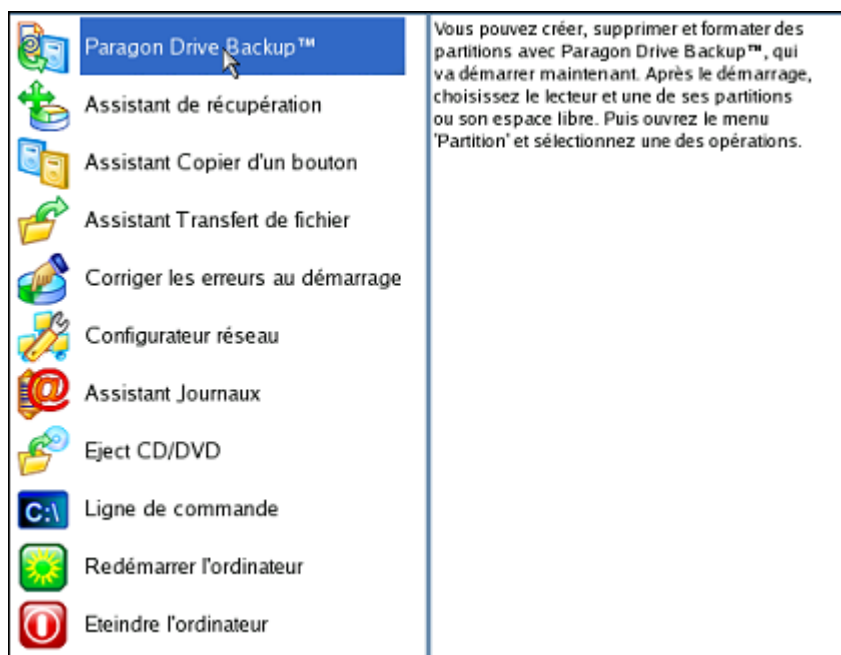 Paragon Drive Backup™
Assistant de récupération
Assistant Copier d'un bouton
Assistant Transfert de fichier
Corriger les erreurs au démarrage
Configurateur réseau
Assistant Journaux
Eject CD/DVD
C:\
Ligne de commande
Redémarrer l'ordinateur
Eteindre l'ordinateur
Vous pouvez créer, supprimer et formater des
partitions avec Paragon Drive Backup™, qui
va démarrer maintenant. Après le démarrage,
choisissez le lecteur et une de ses partitions
ou son espace libre. Puis ouvrez le menu
'Partition' et sélectionnez une des opérations.